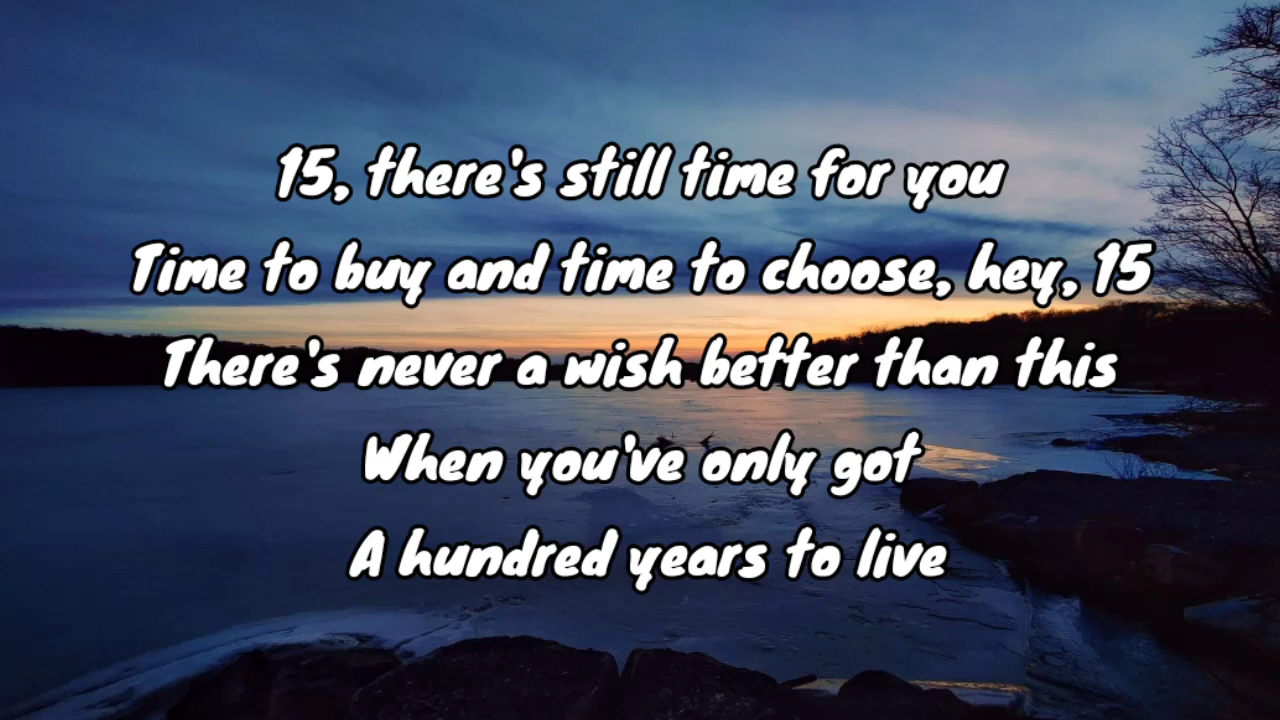 15, there's still time for you
Time to buy and time to choose, hey, 15
There's never a wish better than this
When you've only got
A hundred years to live